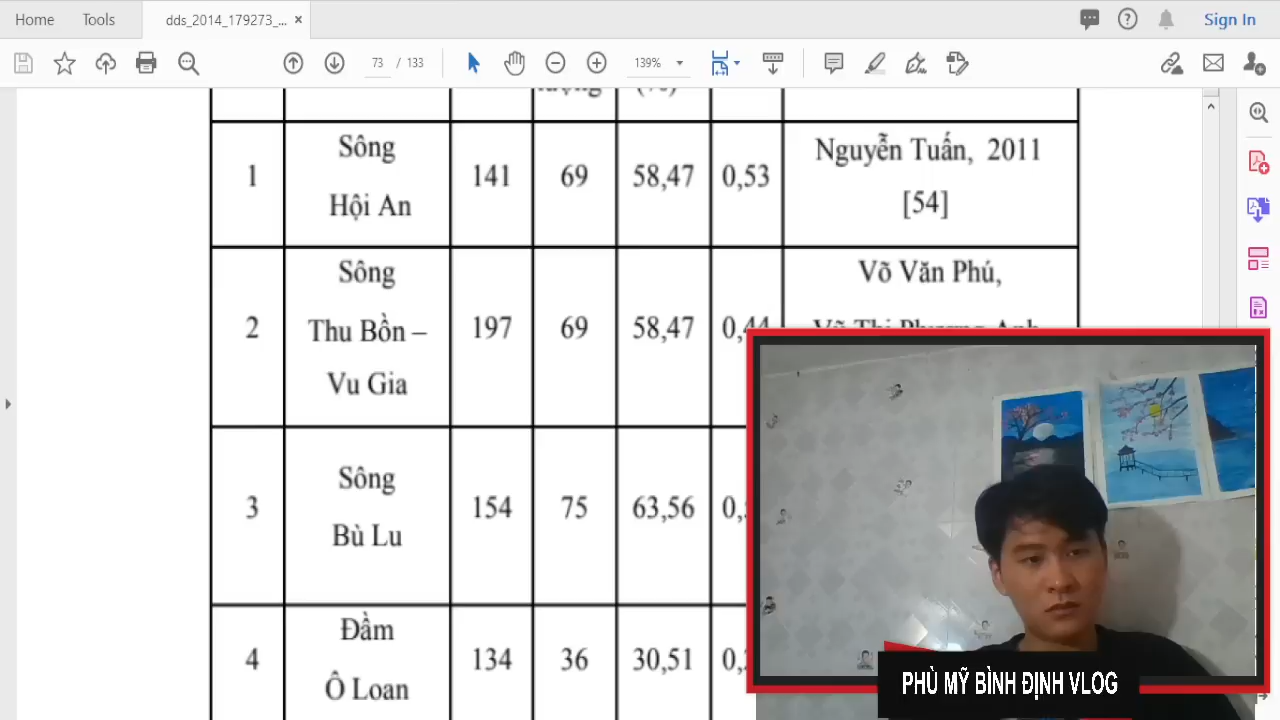 Home Tools dds_2014_179273_... × Sign In
73 / 133 139%
1 Sông Hội An 141 69 58,47 0,53 Nguyễn Tuấn, 2011 [54]
2 Sông Thu Bồn – Vu Gia 197 69 58,47 0,44 Võ Văn Phú,
3 Sông Bù Lu 154 75 63,56
4 Đầm Ô Loan 134 36 30,51
PHÙ MỸ BÌNH ĐỊNH VLOG